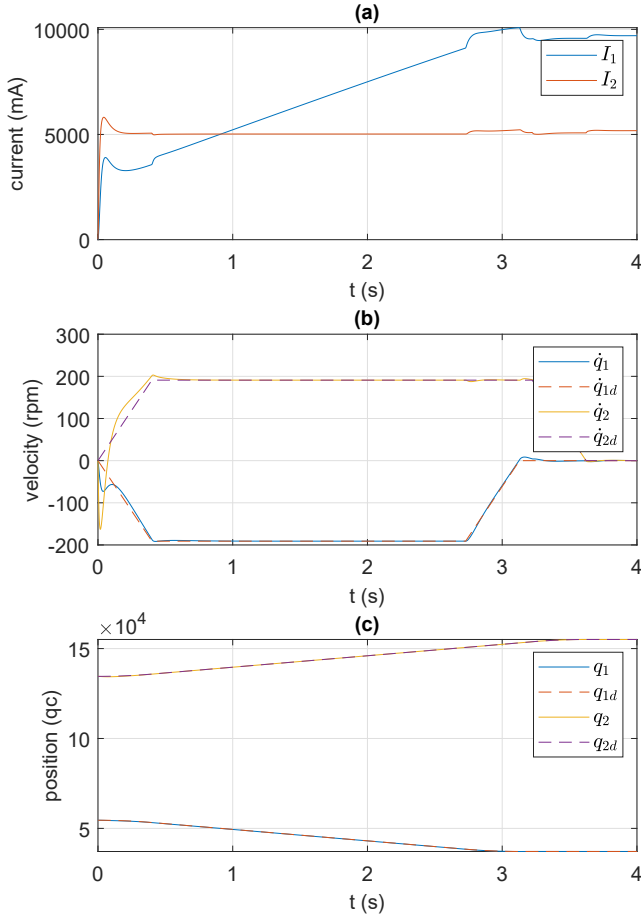 (a)
10000
5000
0
current (mA)
I₁
I₂
0 1 2 3 4
t (s)
(b)
300
200
100
0
-100
-200
velocity (rpm)
q̇₁
q̇₁d
q̇₂
q̇₂d
0 1 2 3 4
t (s)
(c)
×10⁴
15
10
5
position (qc)
q₁
q₁d
q₂
q₂d
0 1 2 3 4
t (s)